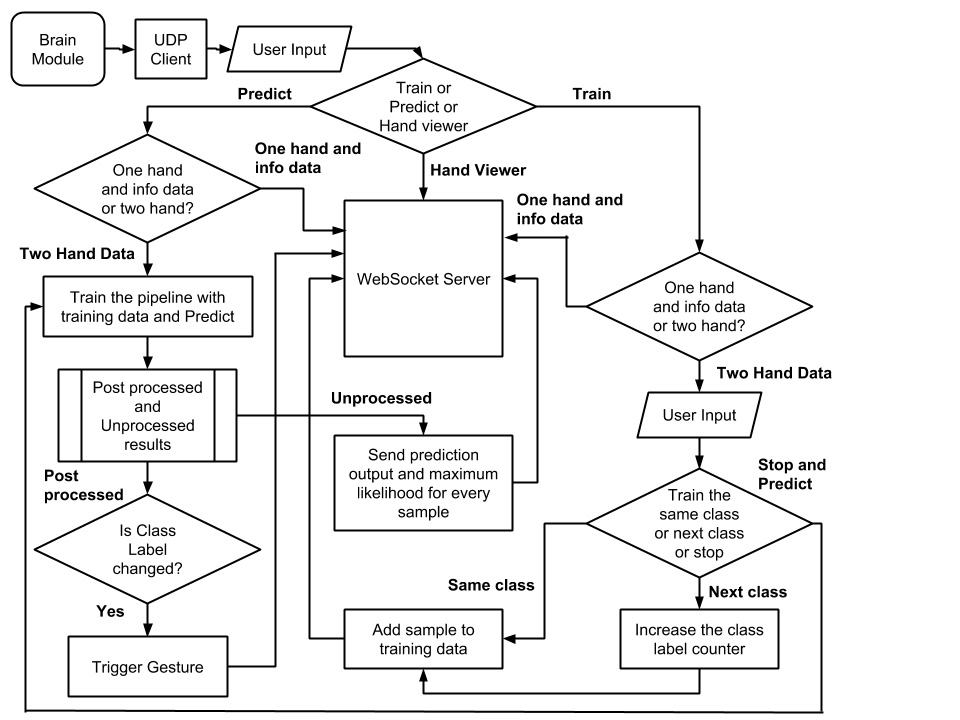 Brain
Module
UDP
Client
User Input
Train or
Predict or
Hand viewer
Predict
Train
One hand
and info data
or two hand?
One hand and
info data
Hand Viewer
One hand and
info data
Two Hand Data
WebSocket Server
One hand
and info data
or two hand?
Train the pipeline with
training data and Predict
Two Hand Data
Post processed
and
Unprocessed
results
Unprocessed
User Input
Send prediction
output and maximum
likelihood for every
sample
Post
processed
Stop and
Predict
Train the
same class
or next class
or stop
Is Class
Label
changed?
Same class
Next class
Yes
Add sample to
training data
Increase the class
label counter
Trigger Gesture